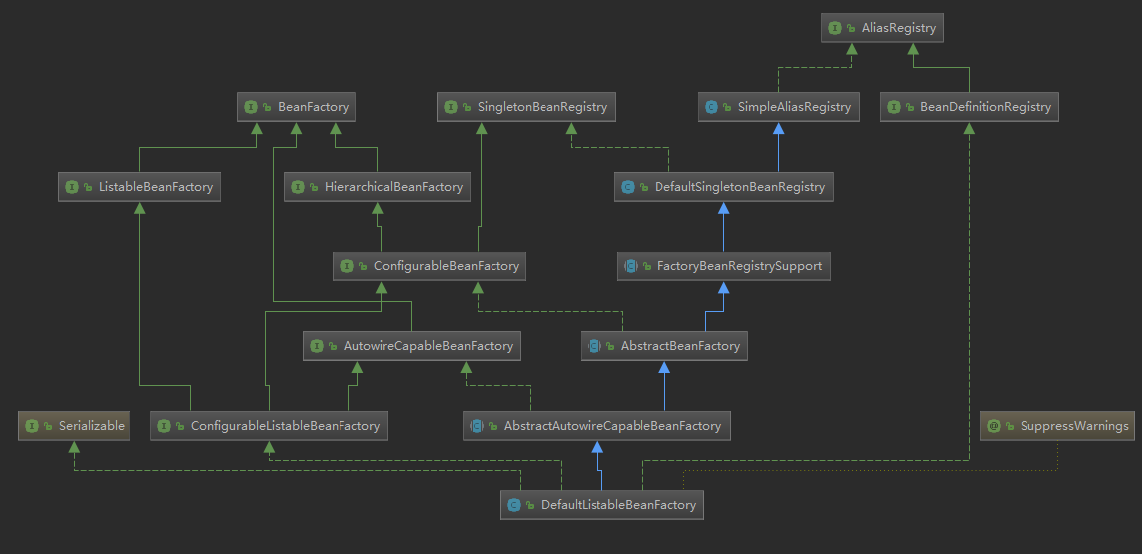 AliasRegistry
BeanFactory
SingletonBeanRegistry
SimpleAliasRegistry
BeanDefinitionRegistry
ListableBeanFactory
HierarchicalBeanFactory
DefaultSingletonBeanRegistry
ConfigurableBeanFactory
FactoryBeanRegistrySupport
AutowireCapableBeanFactory
AbstractBeanFactory
Serializable
ConfigurableListableBeanFactory
AbstractAutowireCapableBeanFactory
SuppressWarnings
DefaultListableBeanFactory